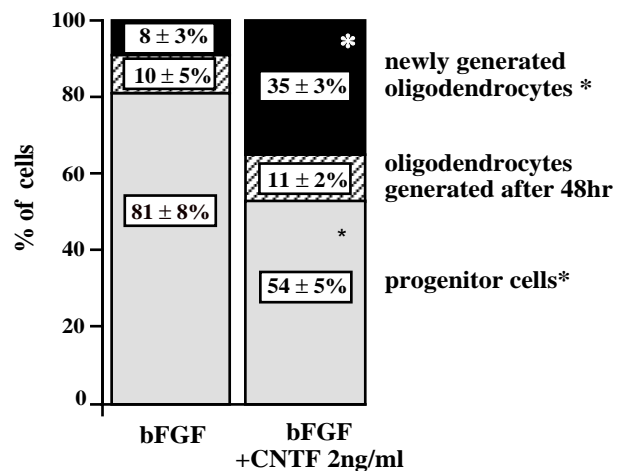 100
80
60
40
20
0
% of cells
8 ± 3%
10 ± 5%
81 ± 8%
*
35 ± 3%
11 ± 2%
*
54 ± 5%
newly generated
oligodendrocytes *
oligodendrocytes
generated after 48hr
progenitor cells*
bFGF
bFGF
+CNTF 2ng/ml